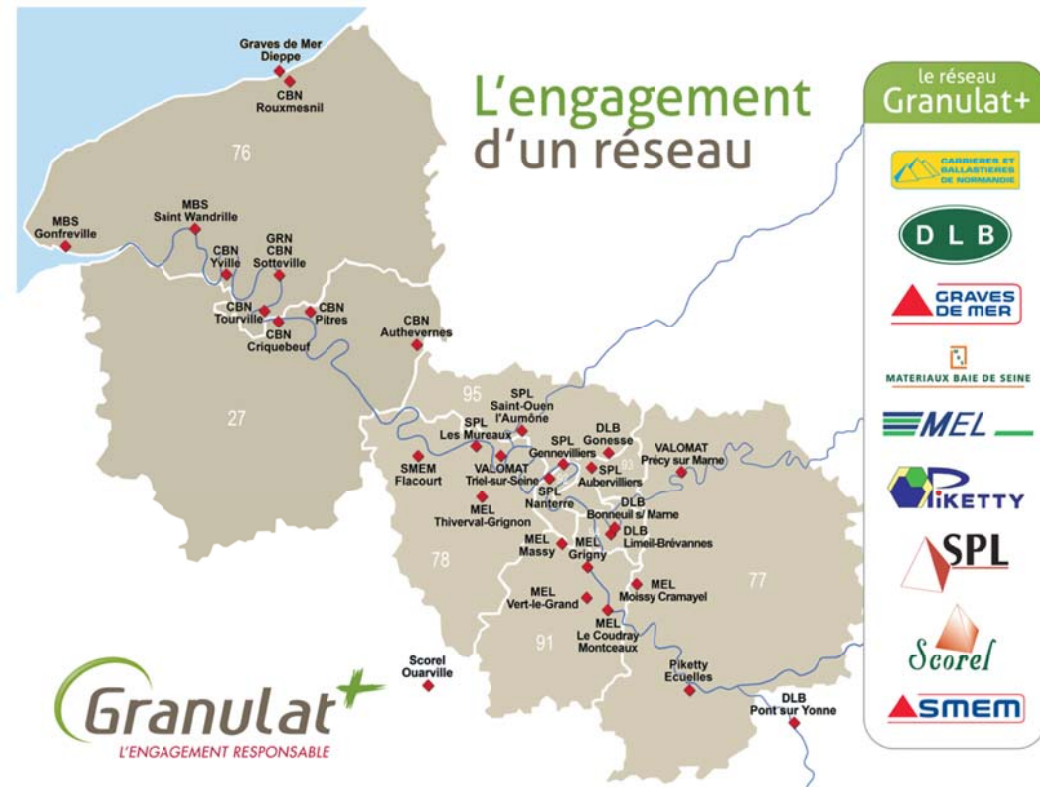 Graves de Mer
Dieppe
CBN
Rouxmesnil
L'engagement
d'un réseau
76
MBS
Saint Wandrille
MBS
Gonfreville
CBN
Yville
GRN
CBN
Sotteville
CBN
Tourville
CBN
Pitres
CBN
Criquebeuf
CBN
Authevernes
27
95
SPL
Saint-Ouen
l'Aumône
SPL
Les Mureaux
SPL
Gennevilliers
DLB
Gonesse
VALOMAT
Précy sur Marne
SMEM
Flacourt
VALOMAT
Triel-sur-Seine
93
SPL
Aubervilliers
SPL
Nanterre
MEL
Thiverval-Grignon
DLB
Bonneuil s/ Marne
DLB
Limeil-Brévannes
MEL
Massy
MEL
Grigny
78
77
MEL
Moissy Cramayel
MEL
Vert-le-Grand
MEL
Le Coudray
Montceaux
91
Scorel
Ouarville
Piketty
Ecuelles
DLB
Pont sur Yonne
Granulat+
L'ENGAGEMENT RESPONSABLE
le réseau
Granulat+
CARRIERES ET
BALLASTIERES
DE NORMANDIE
DLB
GRAVES
DE MER
MATERIAUX BAIE DE SEINE
MEL
PIKETTY
SPL
Scorel
SMEM